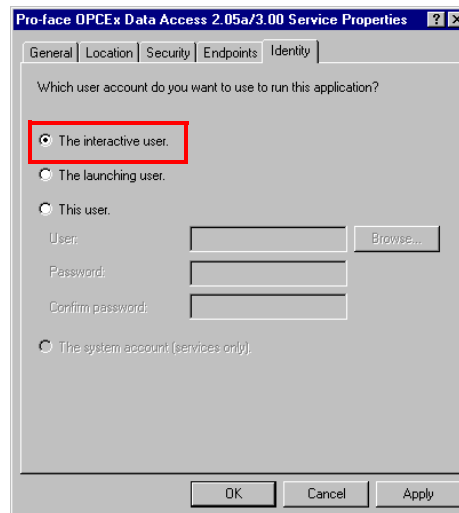 Pro-face OPCEx Data Access 2.05a/3.00 Service Properties
General Location Security Endpoints Identity
Which user account do you want to use to run this application?
The interactive user.
The launching user.
This user.
User: Browse...
Password:
Confirm password:
The system account (services only).
OK Cancel Apply